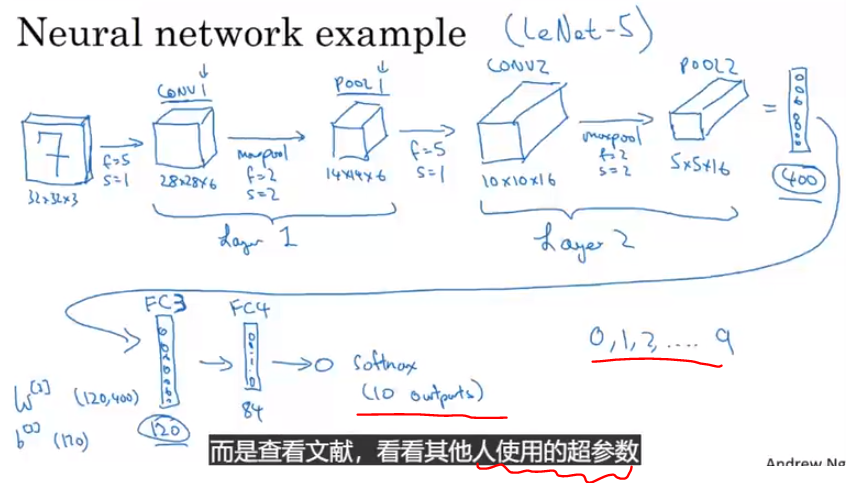 Neural network example (LeNet-5)
CONV1
POOL1
CONV2
POOL2
7
f=5
s=1
maxpool
f=2
s=2
f=5
s=1
maxpool
f=2
s=2
32×32×3
28×28×6
14×14×6
10×10×16
5×5×16
=
400
Layer 1
Layer 2
FC3
FC4
0,1,2,.... 9
softmax
(10 outputs)
(120,400)
(120)
120
84
而是查看文献，看看其他人使用的超参数
Andrew Ng